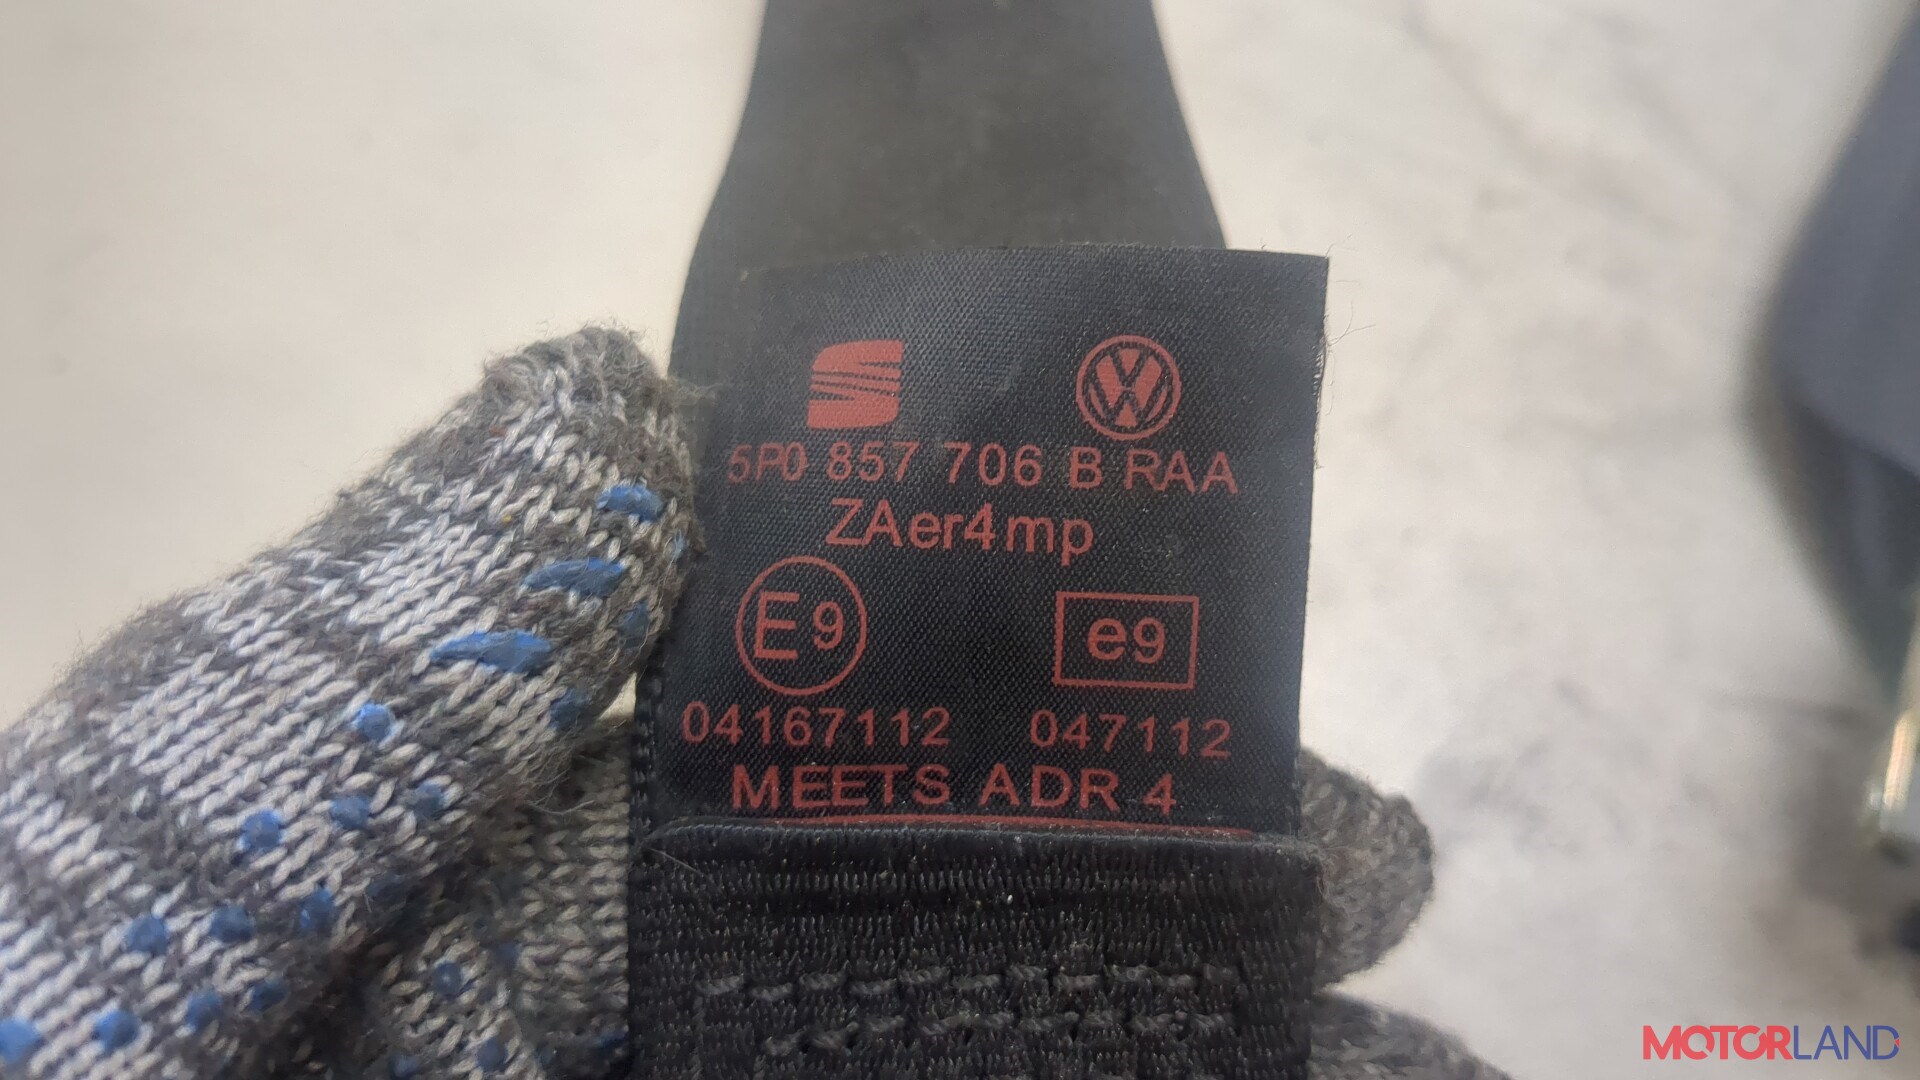 5P0 857 706 B RAA
ZAer4mp
E9 e9
04167112 047112
MEETS ADR 4
MOTORLAND